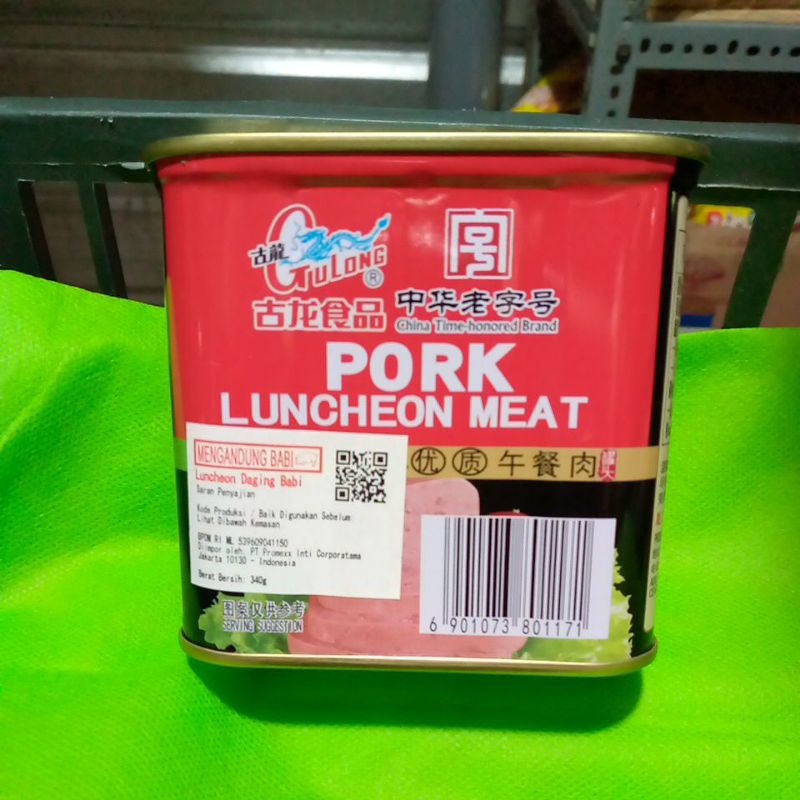 古龍
GULONG ®
古龙食品
中华老字号
China Time-honored Brand
PORK
LUNCHEON MEAT
MENGANDUNG BABI
Luncheon Daging Babi
Saran Penyajian
Kode Produksi / Baik Digunakan Sebelum:
Lihat Dibawah Kemasan
BPOM RI ML 539609041150
Diimpor oleh: PT Promexx Inti Corporatama
Jakarta 10130 - Indonesia
Berat Bersih: 340g
优质午餐肉
罐头
图案仅供参考
SERVING SUGGESTION
6 901073 801171